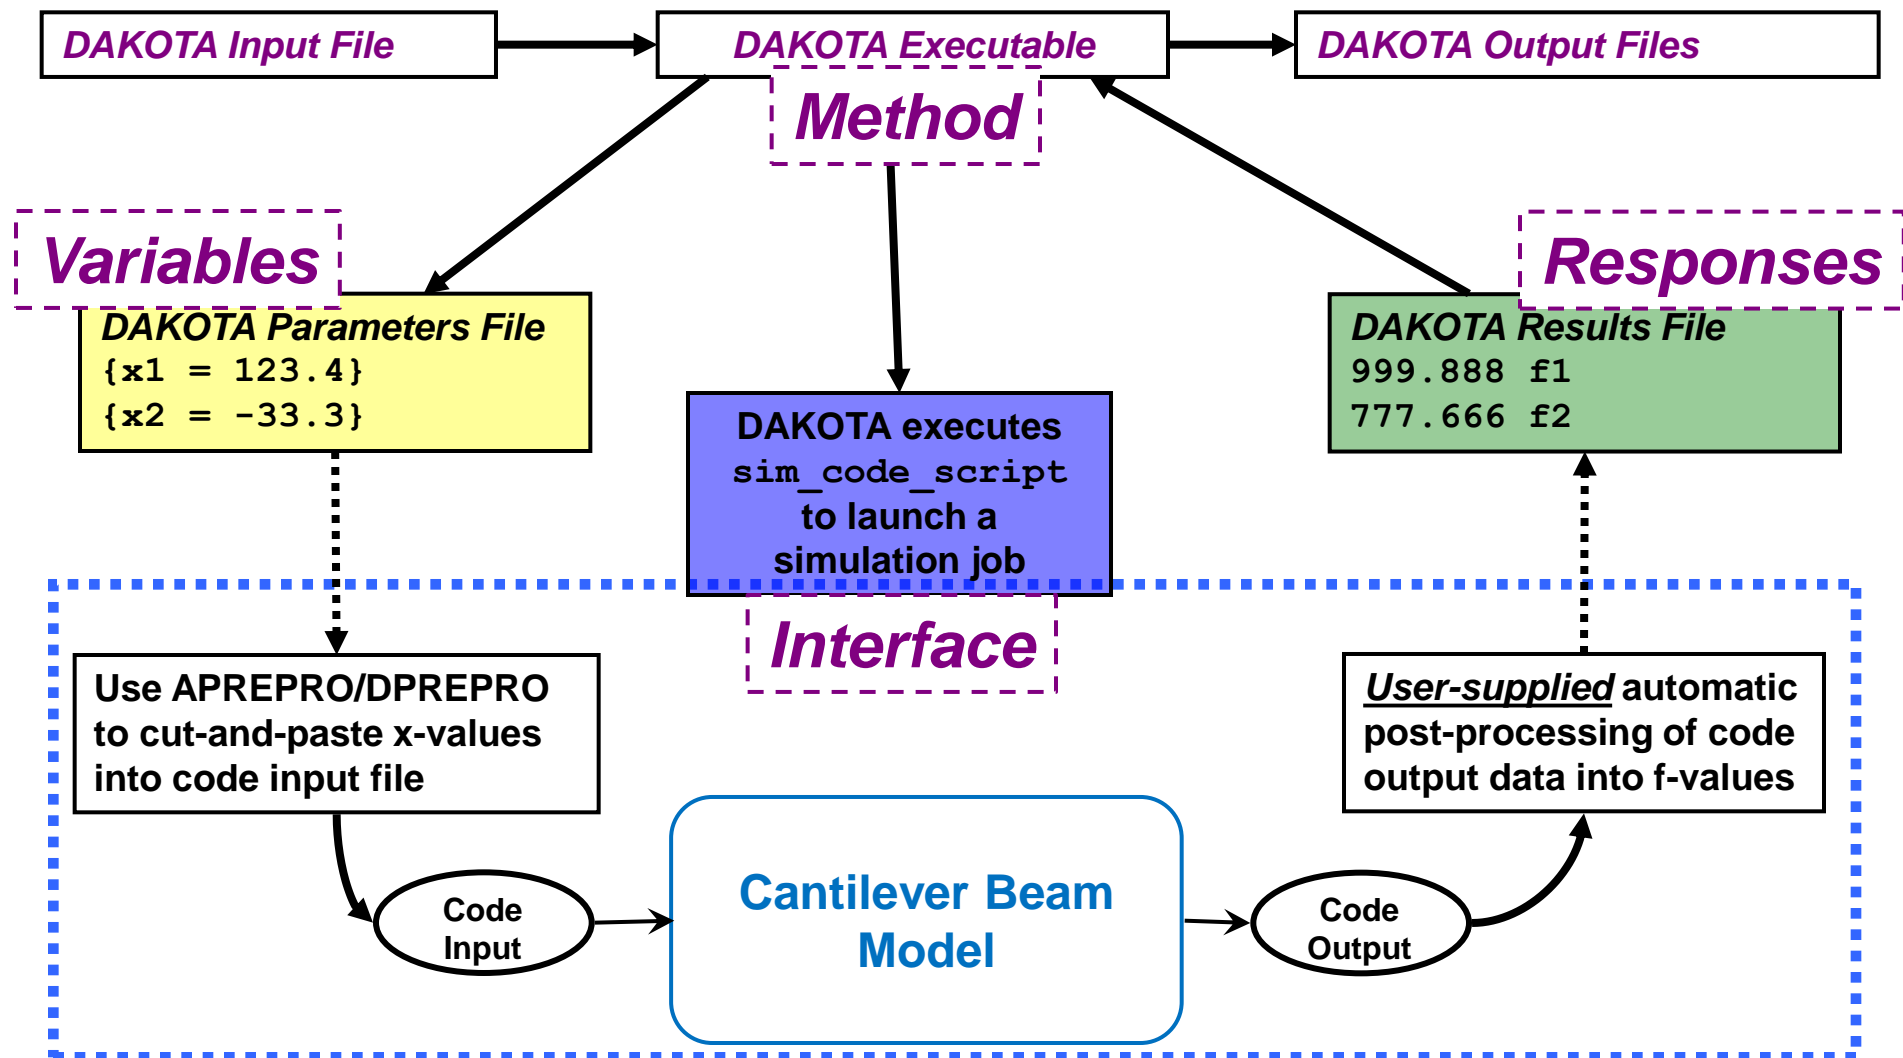 DAKOTA Input File
DAKOTA Executable
DAKOTA Output Files
Method
Variables
Responses
DAKOTA Parameters File
{x1 = 123.4}
{x2 = -33.3}
DAKOTA executes
sim_code_script
to launch a
simulation job
DAKOTA Results File
999.888 f1
777.666 f2
Interface
Use APREPRO/DPREPRO
to cut-and-paste x-values
into code input file
User-supplied automatic
post-processing of code
output data into f-values
Code
Input
Cantilever Beam
Model
Code
Output